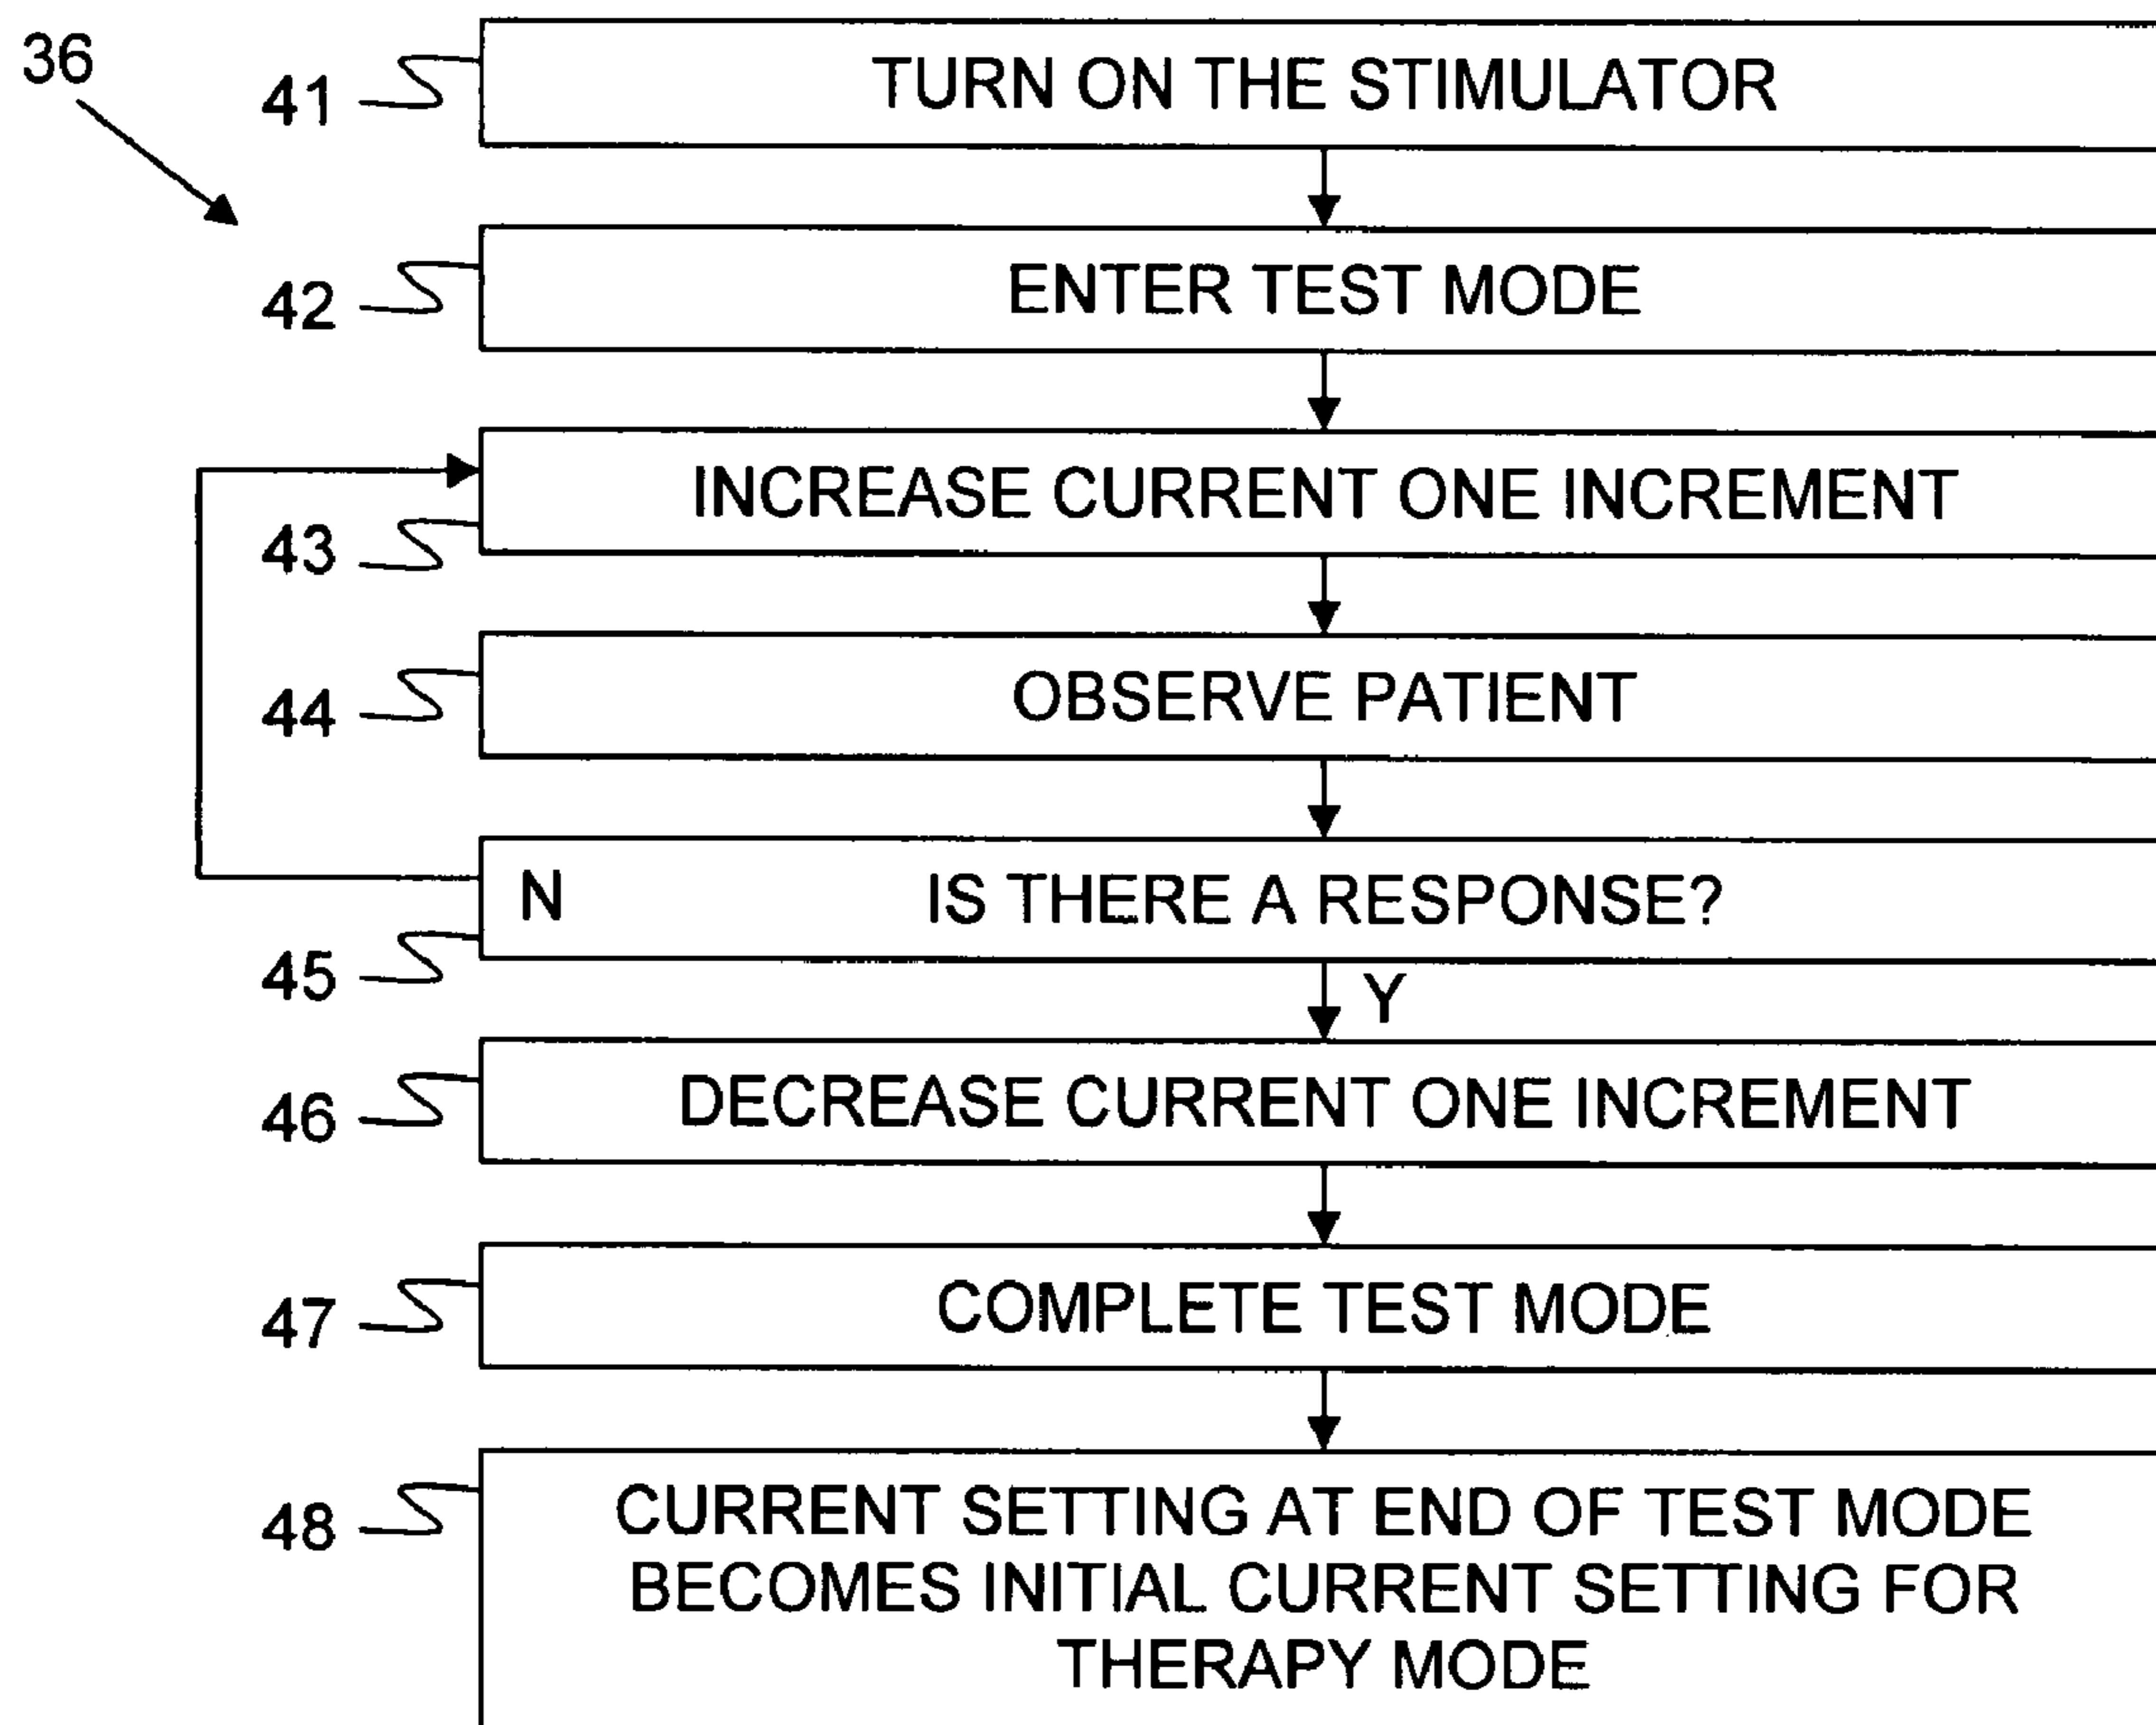 36
41 TURN ON THE STIMULATOR
42 ENTER TEST MODE
INCREASE CURRENT ONE INCREMENT
43
44 OBSERVE PATIENT
N IS THERE A RESPONSE?
45
Y
46 DECREASE CURRENT ONE INCREMENT
47 COMPLETE TEST MODE
48 CURRENT SETTING AT END OF TEST MODE
BECOMES INITIAL CURRENT SETTING FOR
THERAPY MODE